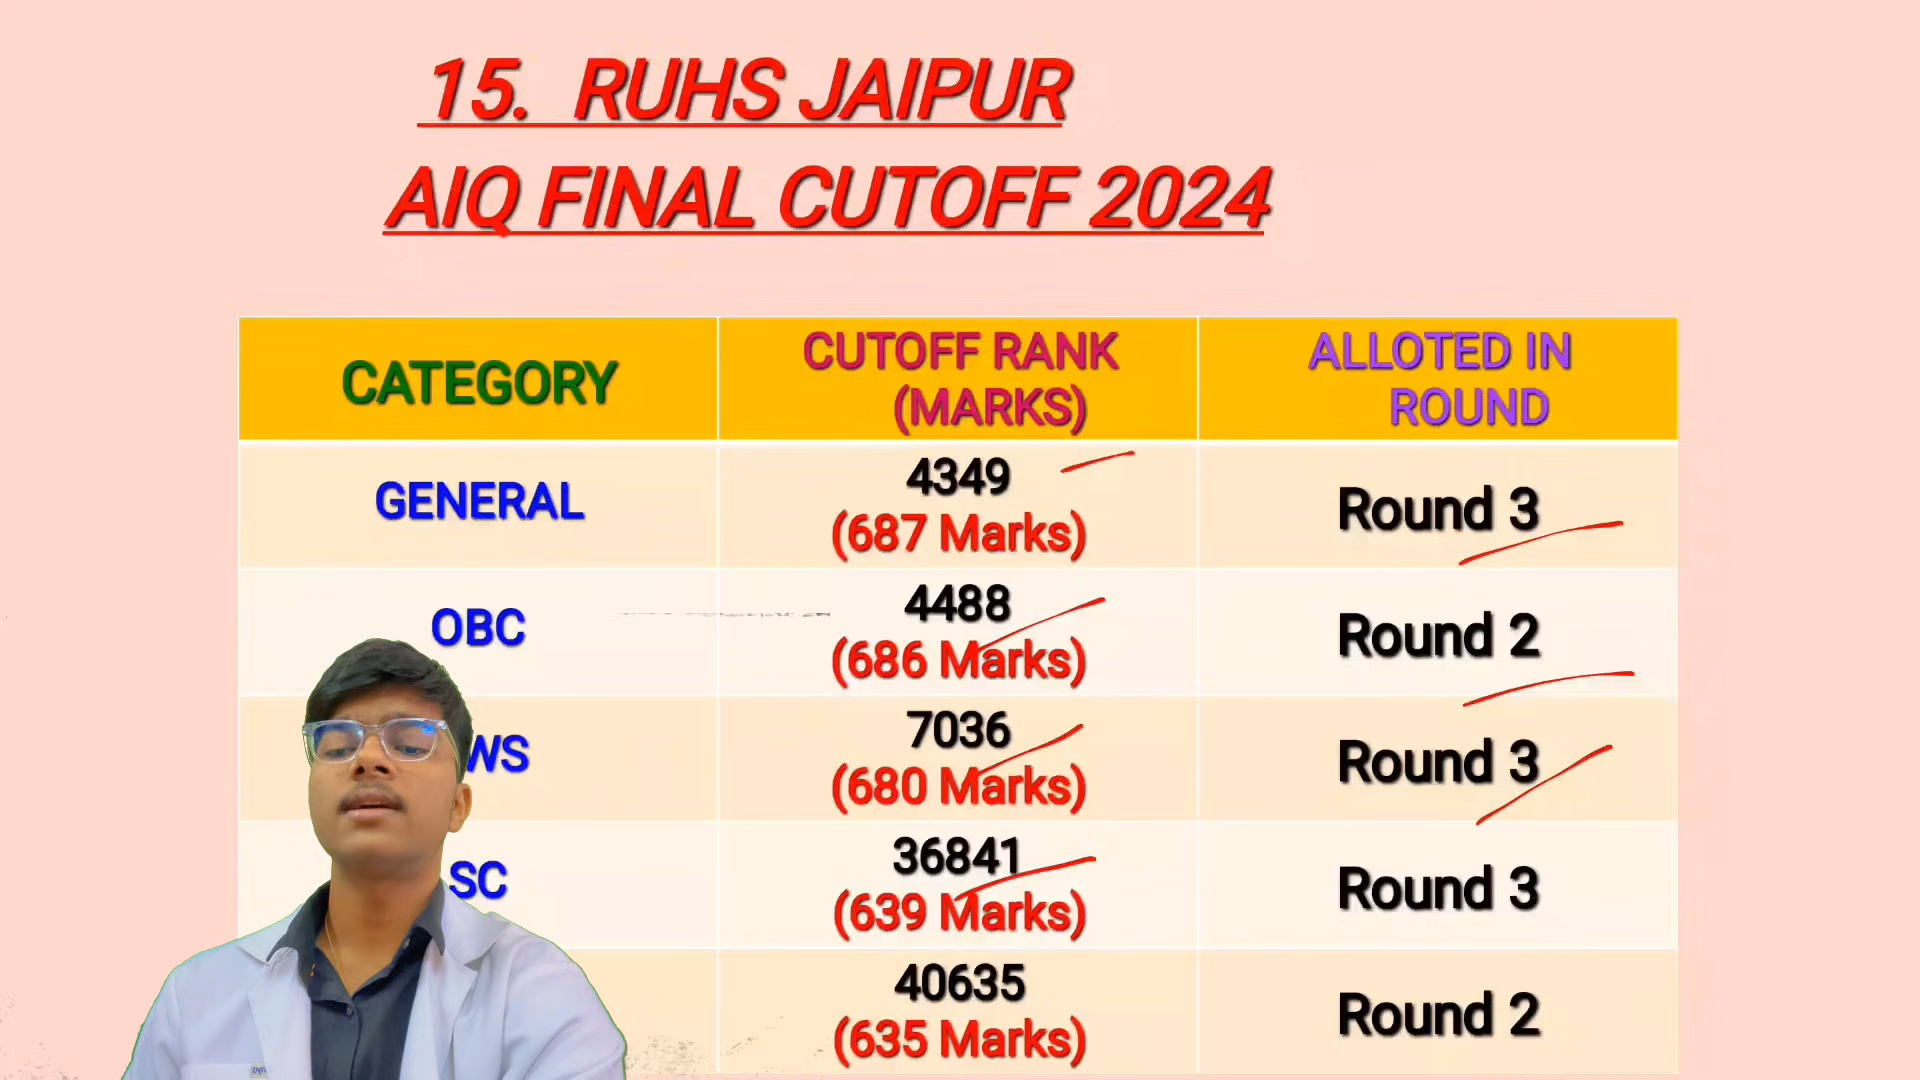 15. RUHS JAIPUR
AIQ FINAL CUTOFF 2024
CATEGORY
CUTOFF RANK
(MARKS)
ALLOTED IN
ROUND
GENERAL
4349
(687 Marks)
Round 3
OBC
4488
(686 Marks)
Round 2
WS
7036
(680 Marks)
Round 3
SC
36841
(639 Marks)
Round 3
40635
(635 Marks)
Round 2